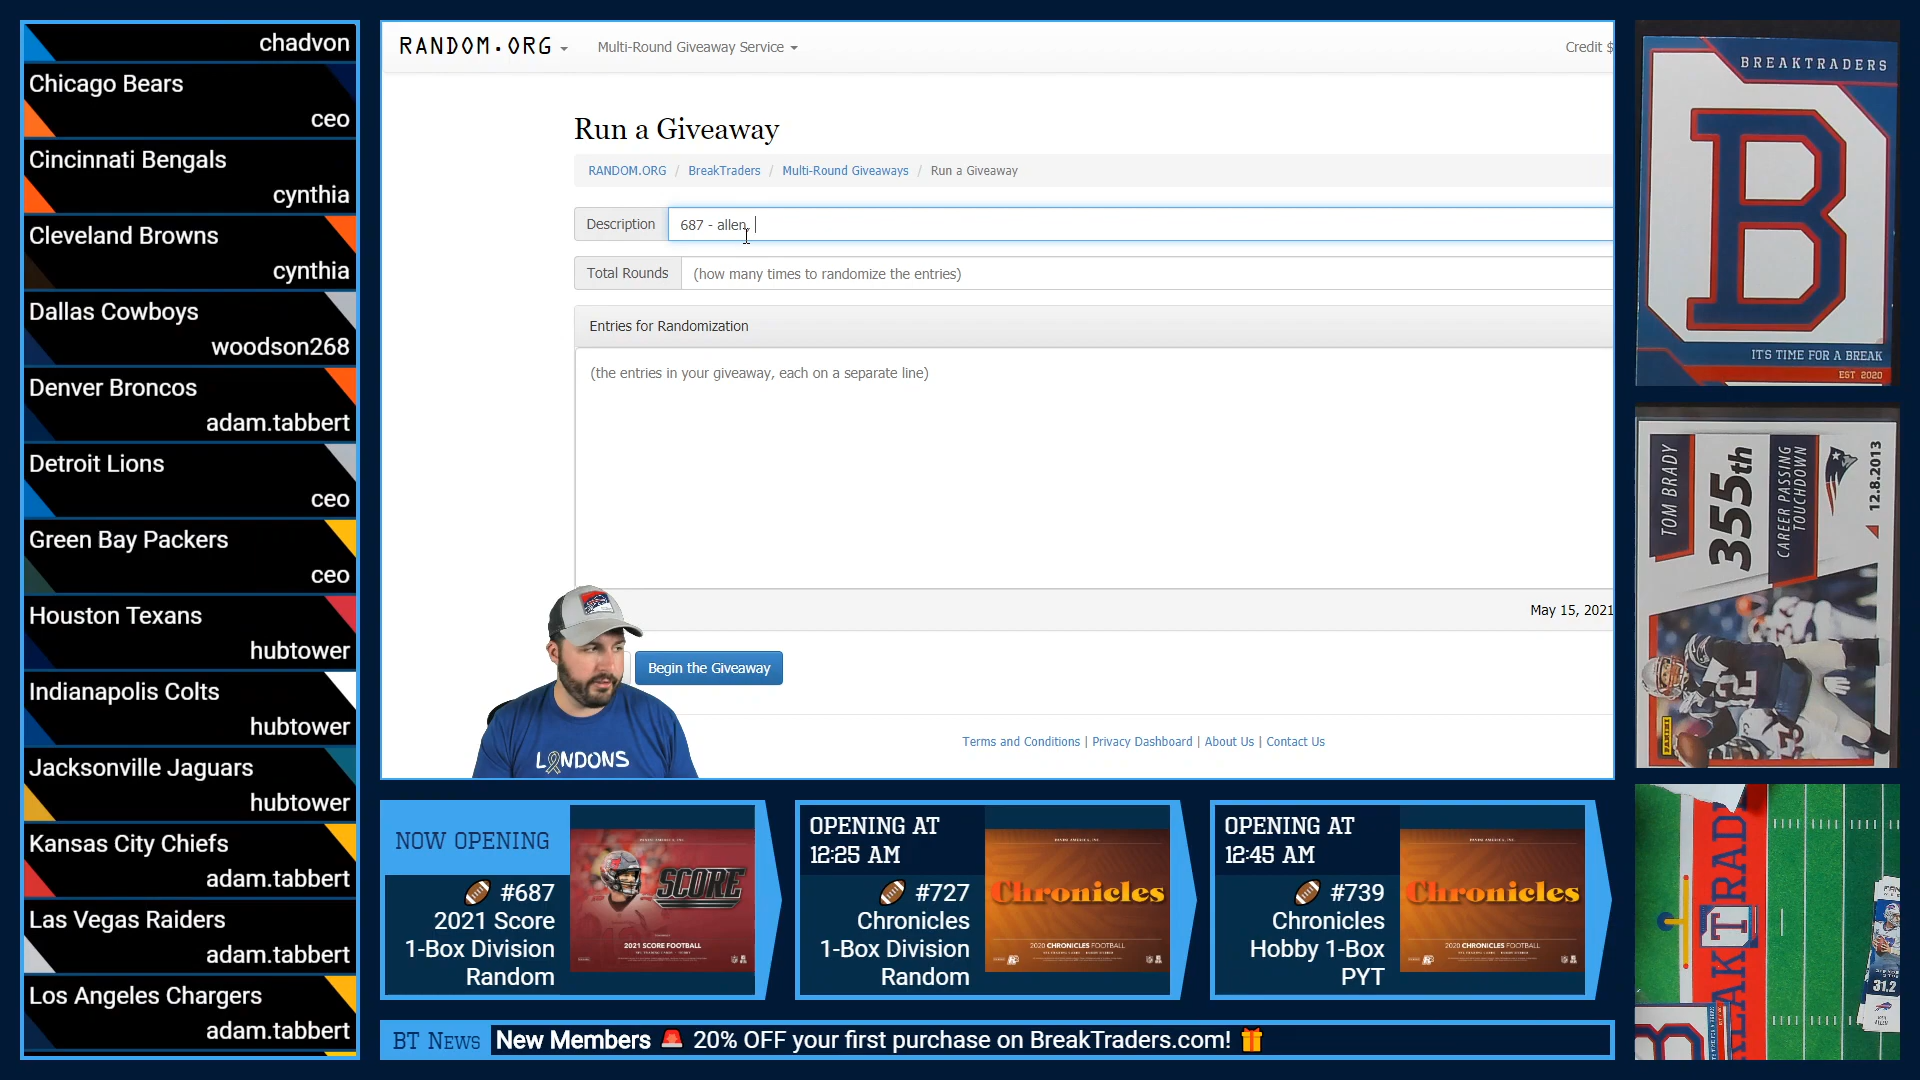 chadvon
Chicago Bears
ceo
Cincinnati Bengals
cynthia
Cleveland Browns
cynthia
Dallas Cowboys
woodson268
Denver Broncos
adam.tabbert
Detroit Lions
ceo
Green Bay Packers
ceo
Houston Texans
hubtower
Indianapolis Colts
hubtower
Jacksonville Jaguars
hubtower
Kansas City Chiefs
adam.tabbert
Las Vegas Raiders
adam.tabbert
Los Angeles Chargers
adam.tabbert
RANDOM.ORG
Multi-Round Giveaway Service
Credit $
Run a Giveaway
RANDOM.ORG / BreakTraders / Multi-Round Giveaways / Run a Giveaway
Description
687 - allen,
Total Rounds
(how many times to randomize the entries)
Entries for Randomization
(the entries in your giveaway, each on a separate line)
May 15, 2021
Begin the Giveaway
Terms and Conditions | Privacy Dashboard | About Us | Contact Us
LANDONS
NOW OPENING
🏈 #687
2021 Score
1-Box Division
Random
SCORE
2021 SCORE FOOTBALL
OPENING AT
12:25 AM
🏈 #727
Chronicles
1-Box Division
Random
Chronicles
2020 CHRONICLES FOOTBALL
OPENING AT
12:45 AM
🏈 #739
Chronicles
Hobby 1-Box
PYT
Chronicles
2020 CHRONICLES FOOTBALL
BT NEWS
New Members 🚨 20% OFF your first purchase on BreakTraders.com! 🎁
BREAKTRADERS
B
IT'S TIME FOR A BREAK
EST 2020
TOM BRADY
355th
CAREER PASSING
TOUCHDOWN
12.8.2013
PANINI
12
31.2